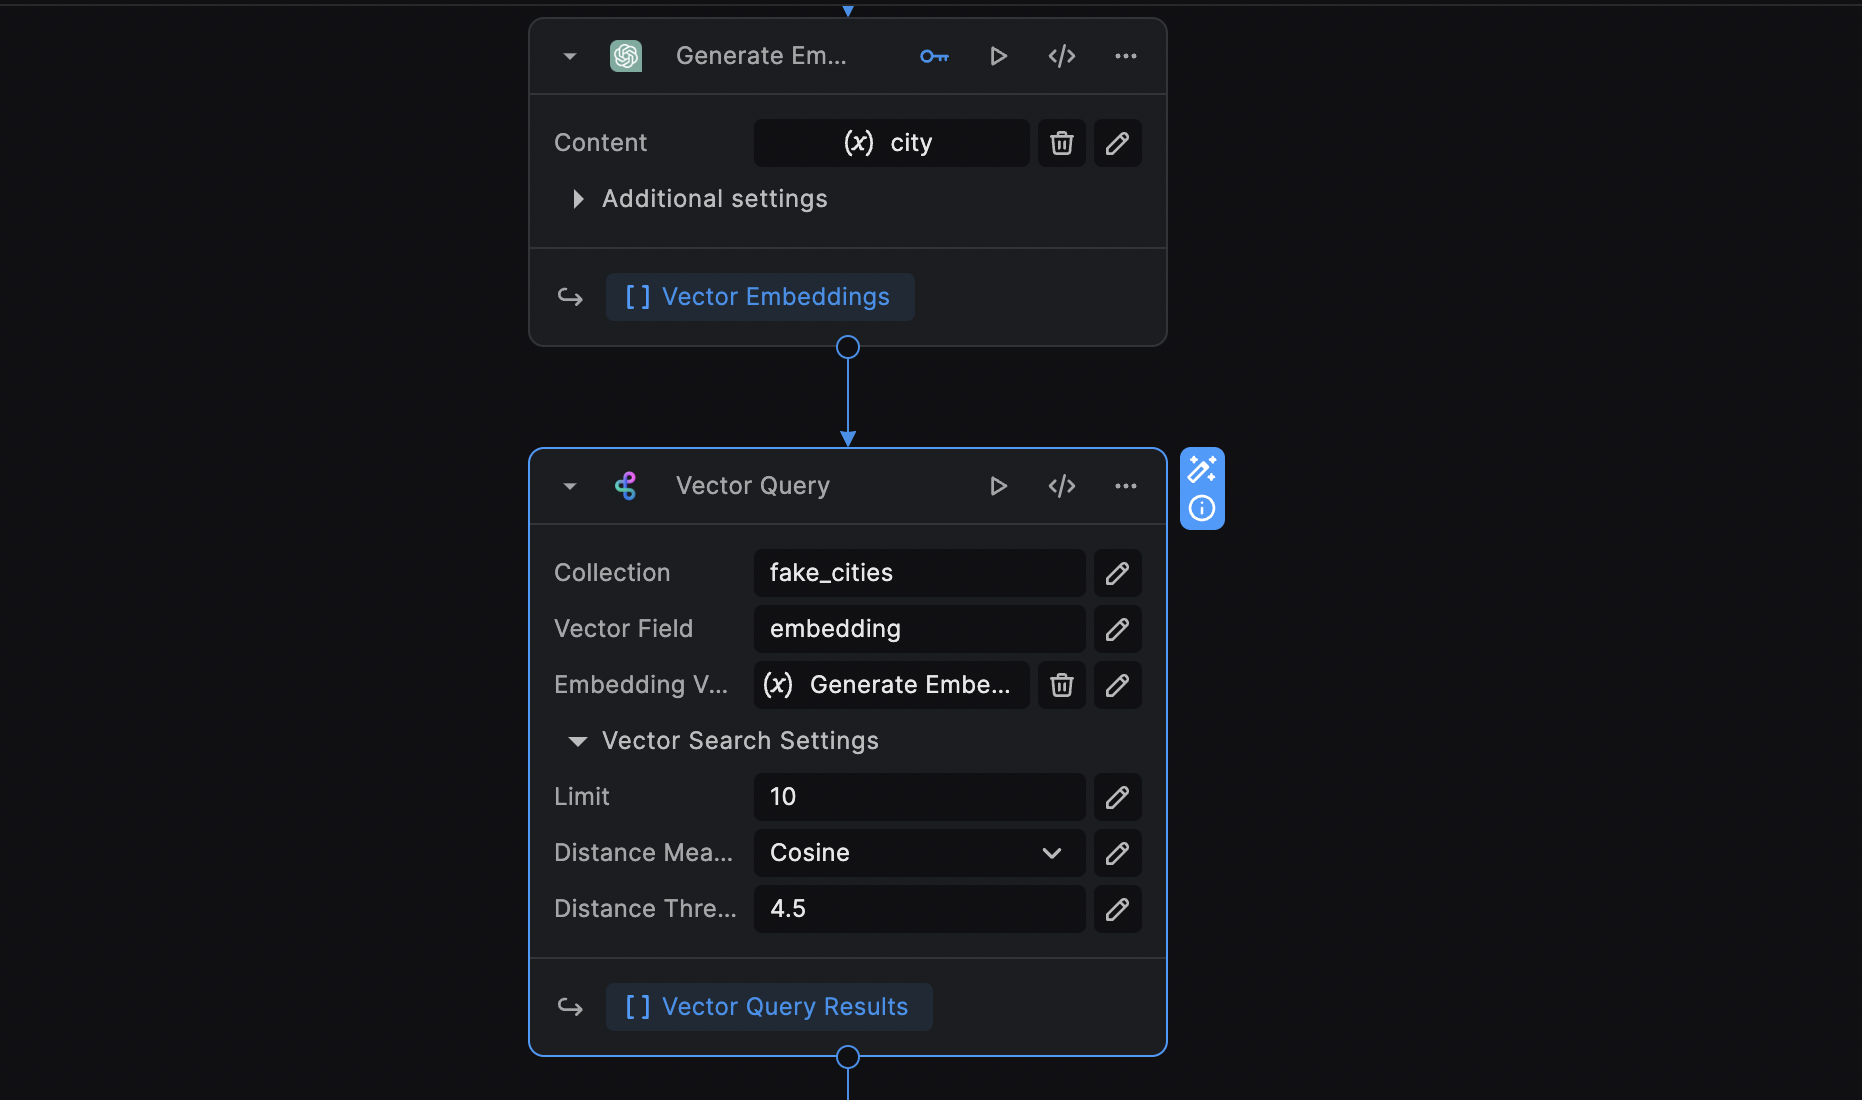 Generate Em...
Content (x) city
Additional settings
[ ] Vector Embeddings
Vector Query
Collection fake_cities
Vector Field embedding
Embedding V... (x) Generate Embe...
Vector Search Settings
Limit 10
Distance Mea... Cosine
Distance Thre... 4.5
[ ] Vector Query Results